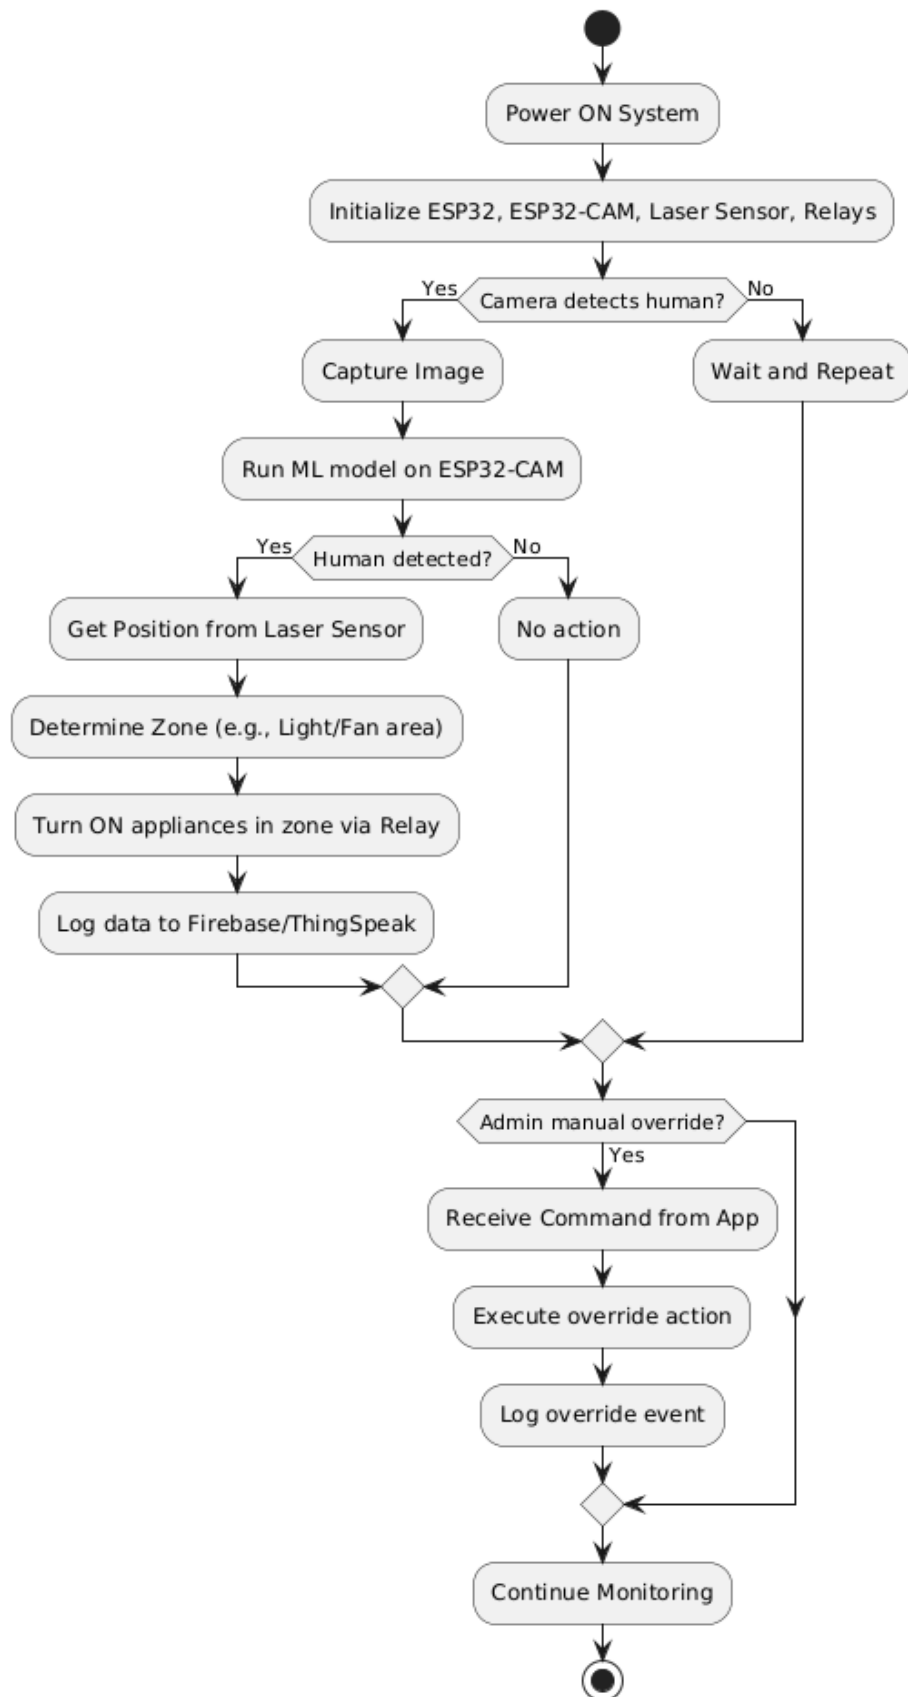 Power ON System
Initialize ESP32, ESP32-CAM, Laser Sensor, Relays
Yes
Camera detects human?
No
Capture Image
Wait and Repeat
Run ML model on ESP32-CAM
Yes
Human detected?
No
Get Position from Laser Sensor
No action
Determine Zone (e.g., Light/Fan area)
Turn ON appliances in zone via Relay
Log data to Firebase/ThingSpeak
Admin manual override?
Yes
Receive Command from App
Execute override action
Log override event
Continue Monitoring